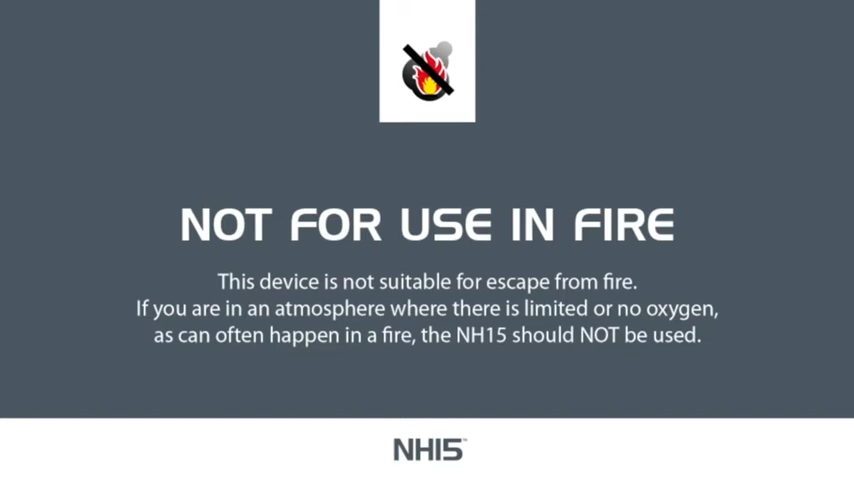 NOT FOR USE IN FIRE
This device is not suitable for escape from fire.
If you are in an atmosphere where there is limited or no oxygen,
as can often happen in a fire, the NH15 should NOT be used.
NH15™